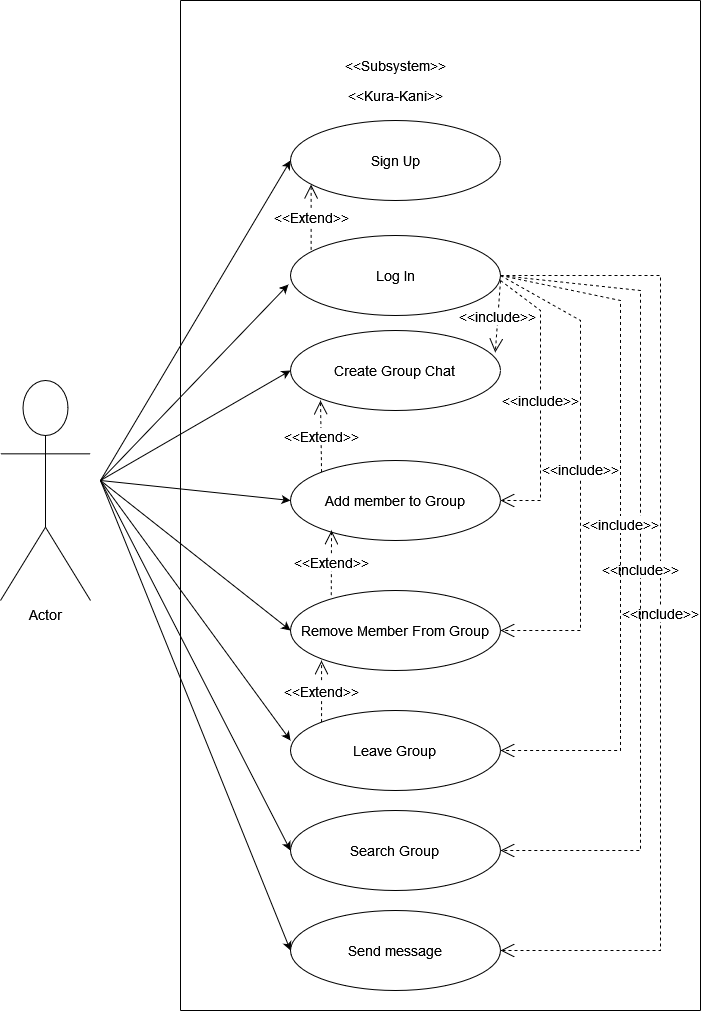 <<Subsystem>>
<<Kura-Kani>>
Sign Up
<<Extend>>
Log In
<<include>>
Create Group Chat
<<include>>
<<Extend>>
<<include>>
Add member to Group
<<include>>
<<Extend>>
<<include>>
<<include>>
Actor
Remove Member From Group
<<Extend>>
Leave Group
Search Group
Send message